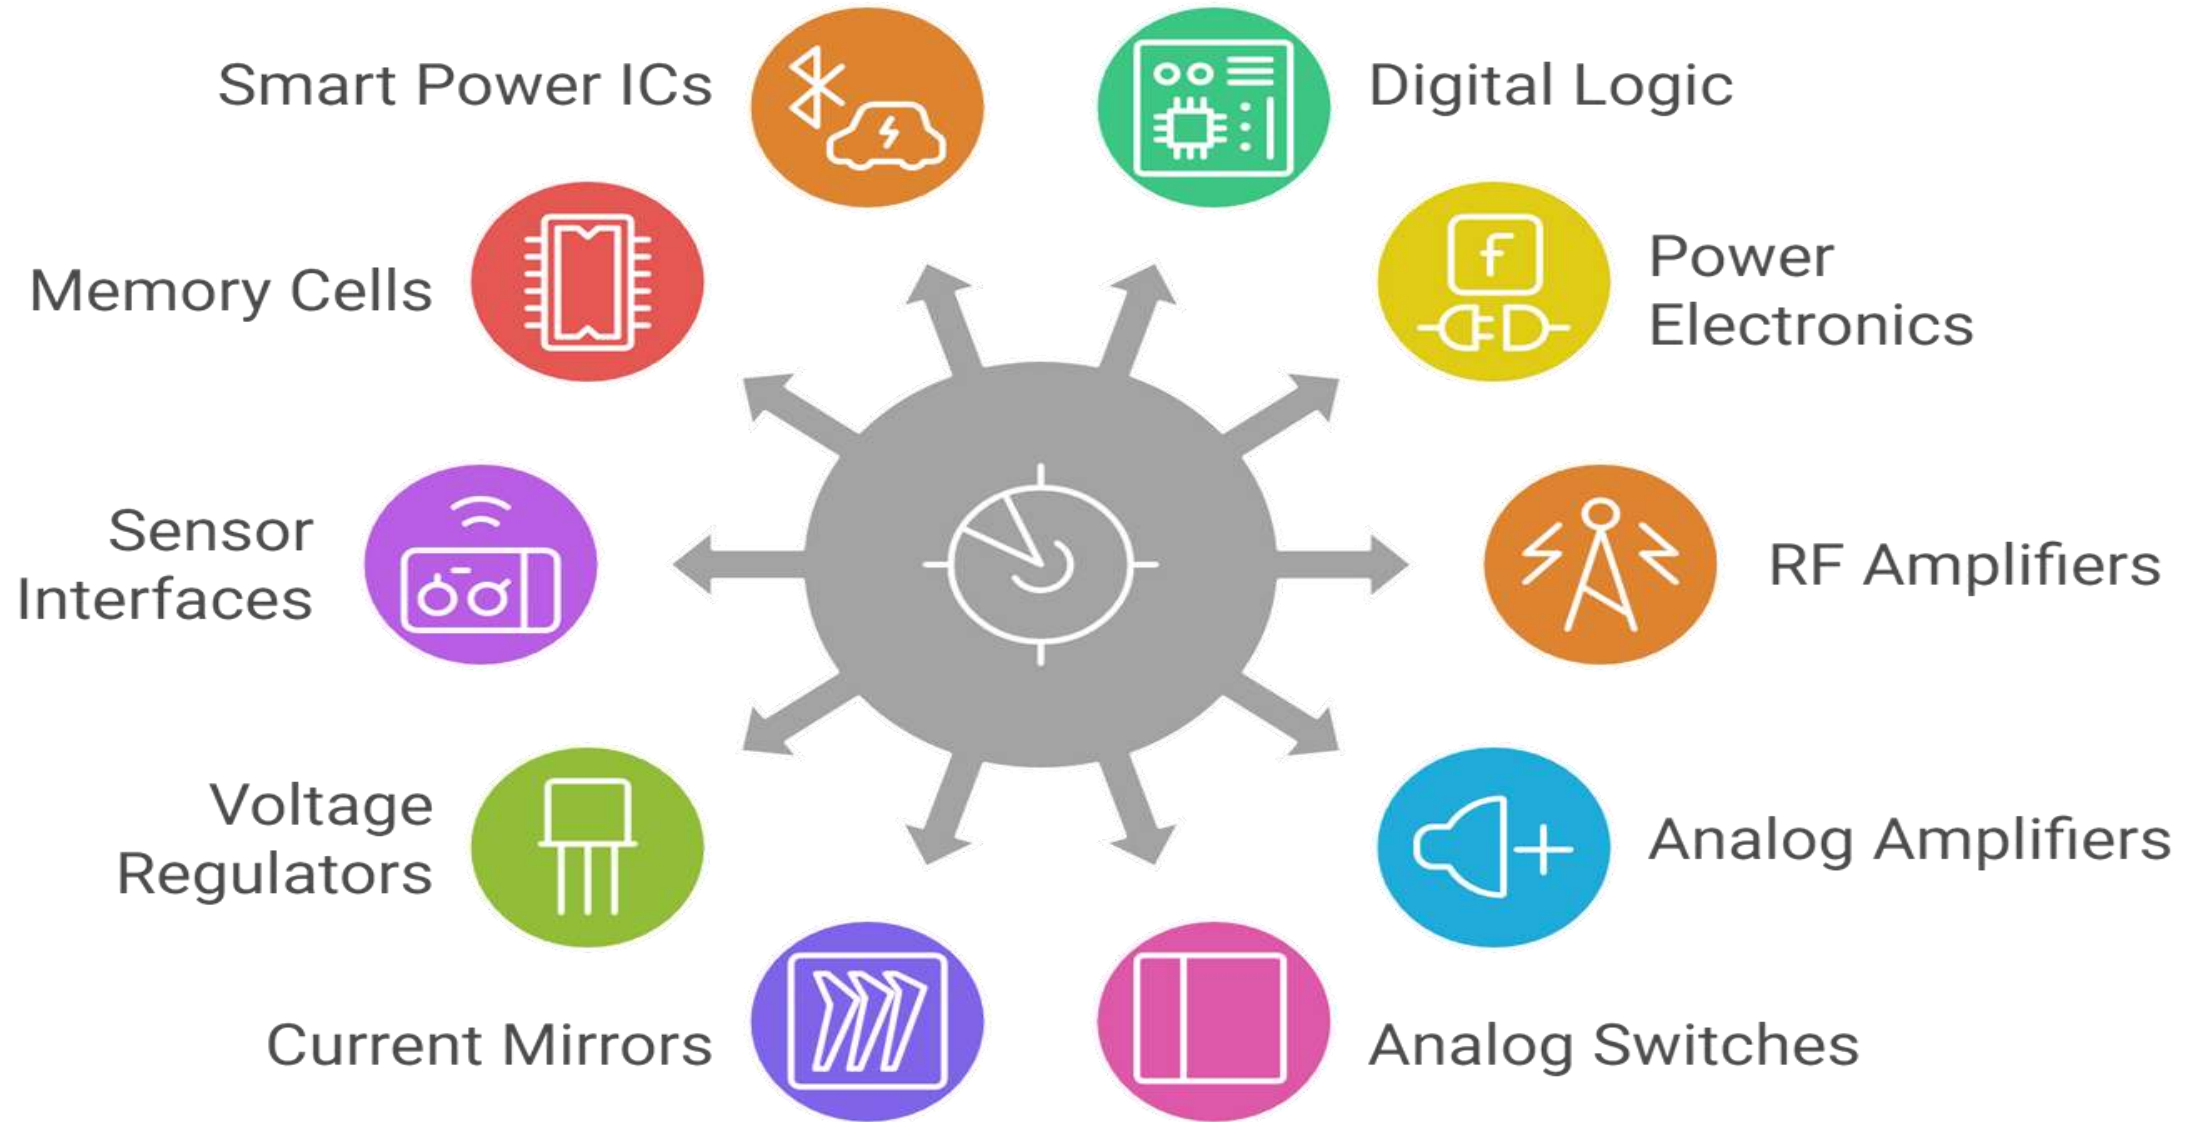 Smart Power ICs
Digital Logic
Memory Cells
Power
Electronics
Sensor
Interfaces
RF Amplifiers
Voltage
Regulators
Analog Amplifiers
Current Mirrors
Analog Switches
f